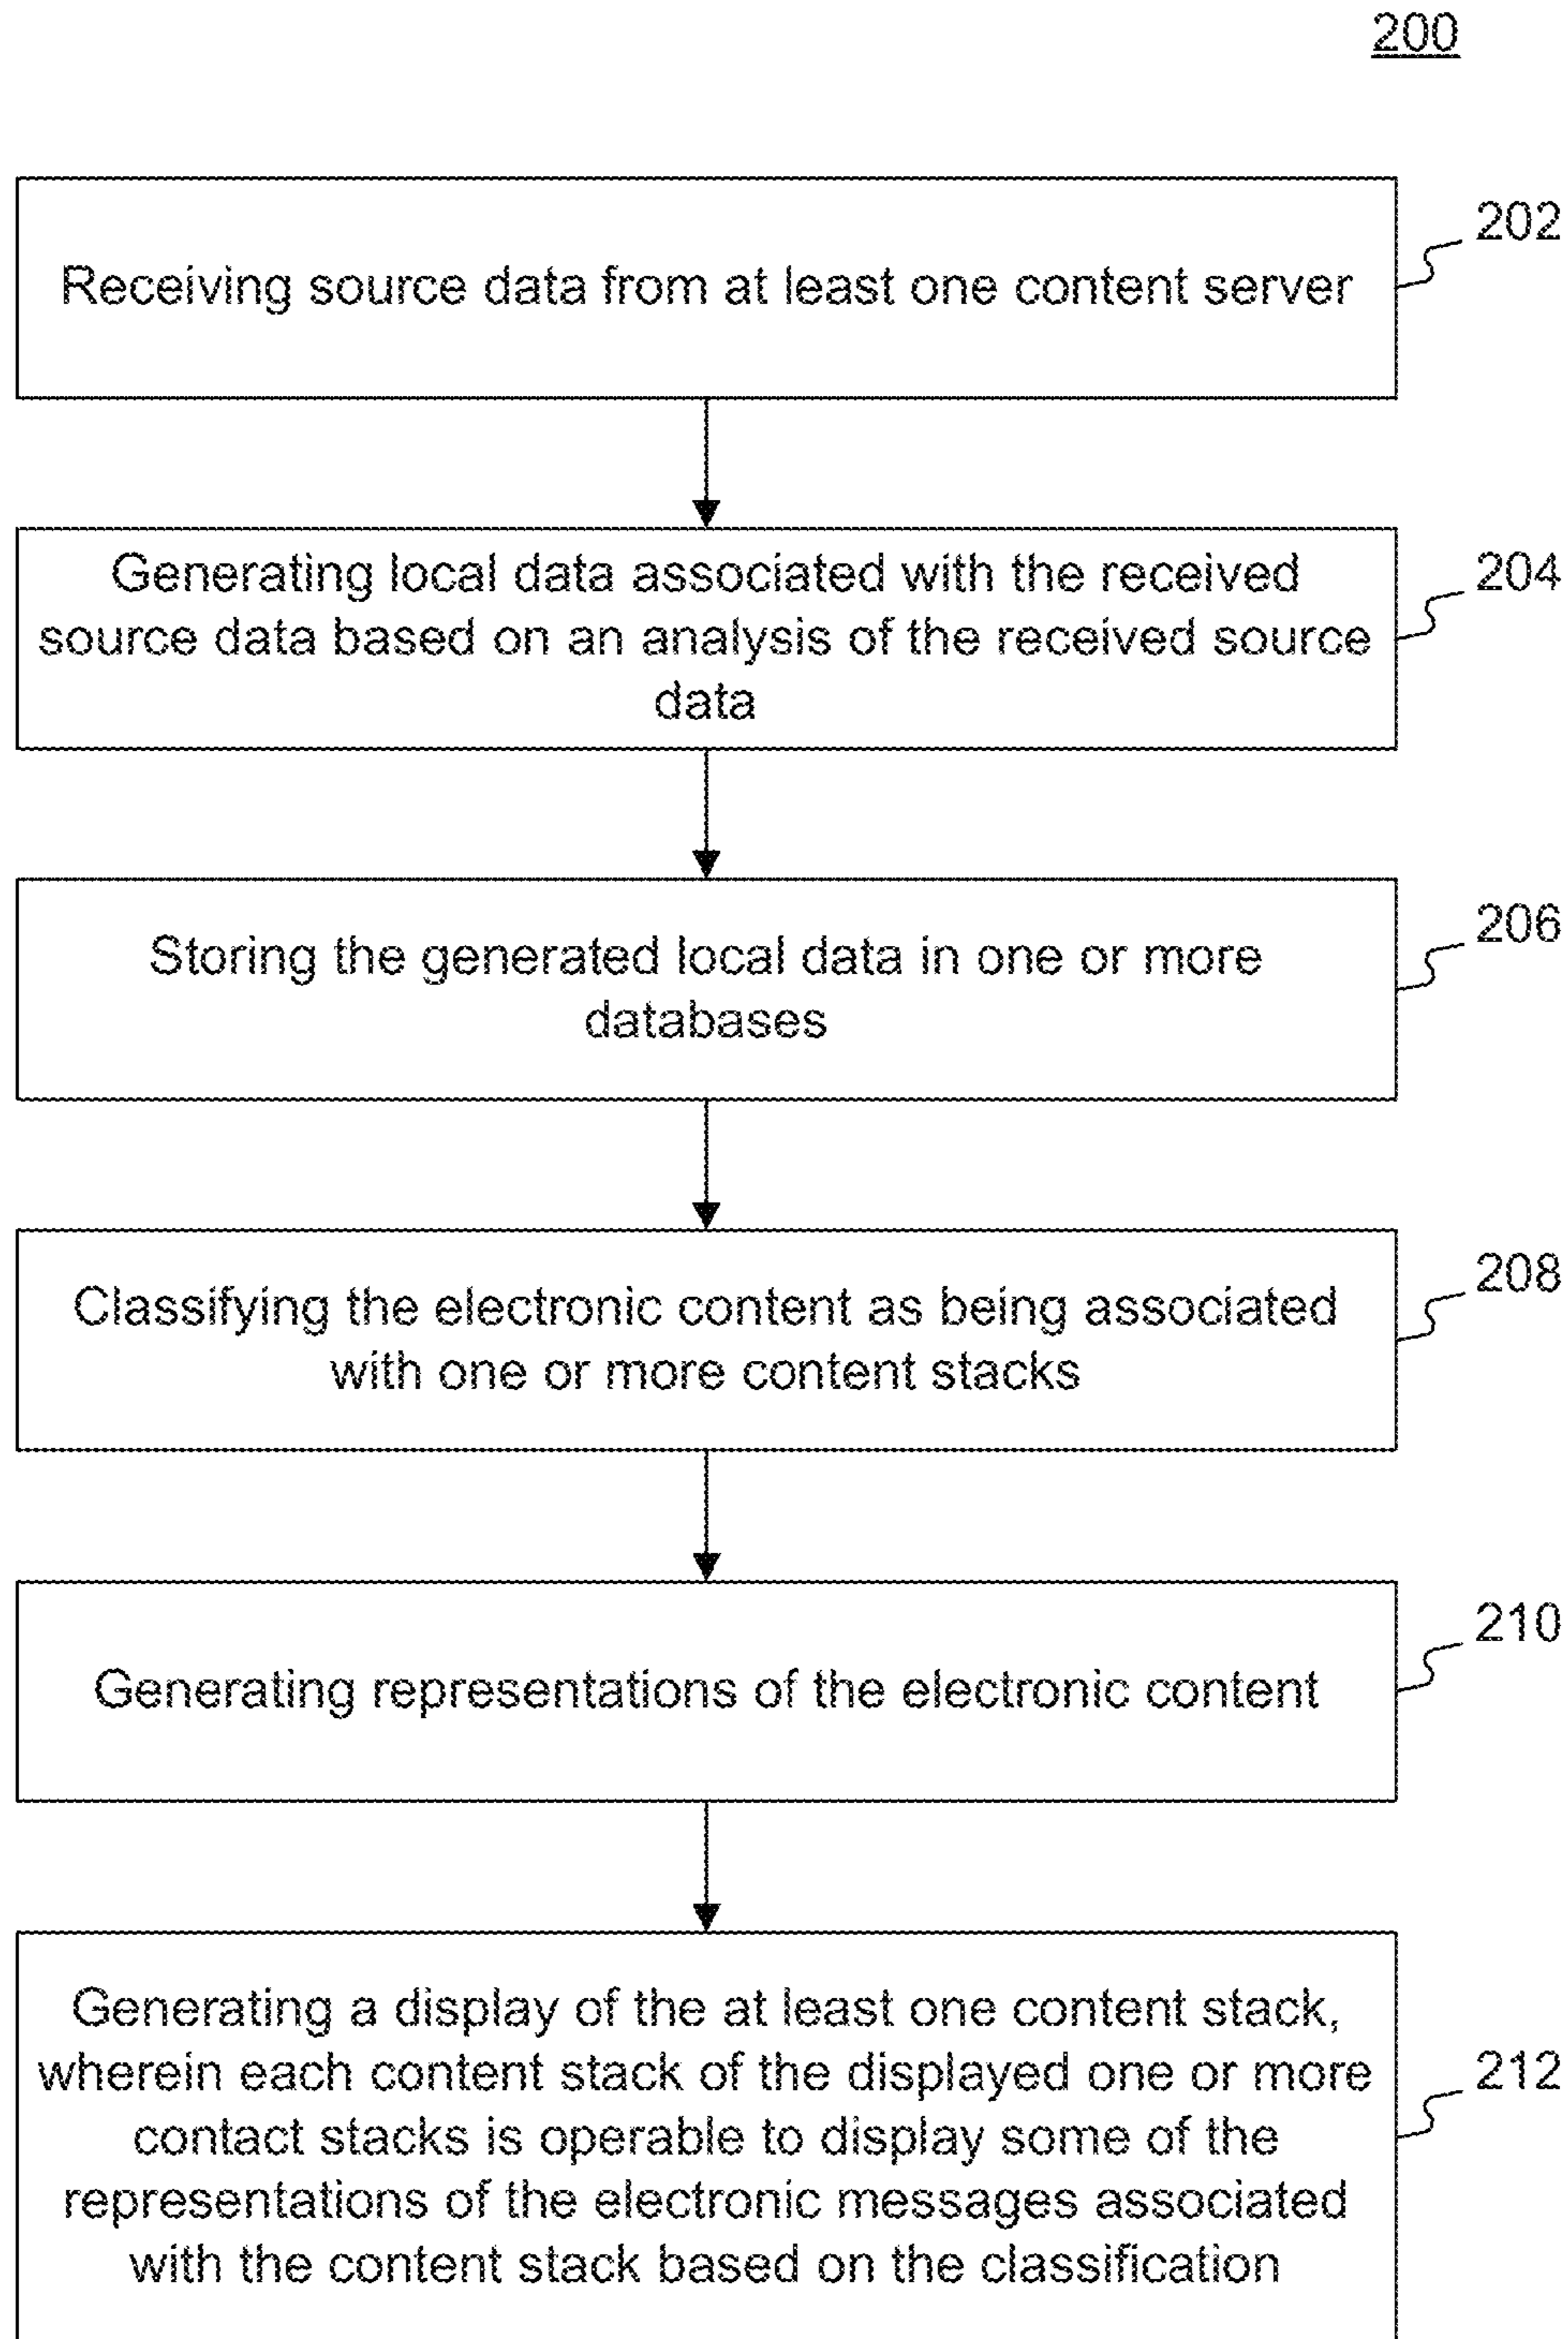 200
202
Receiving source data from at least one content server
204
Generating local data associated with the received
source data based on an analysis of the received source
data
206
Storing the generated local data in one or more
databases
208
Classifying the electronic content as being associated
with one or more content stacks
210
Generating representations of the electronic content
212
Generating a display of the at least one content stack,
wherein each content stack of the displayed one or more
contact stacks is operable to display some of the
representations of the electronic messages associated
with the content stack based on the classification